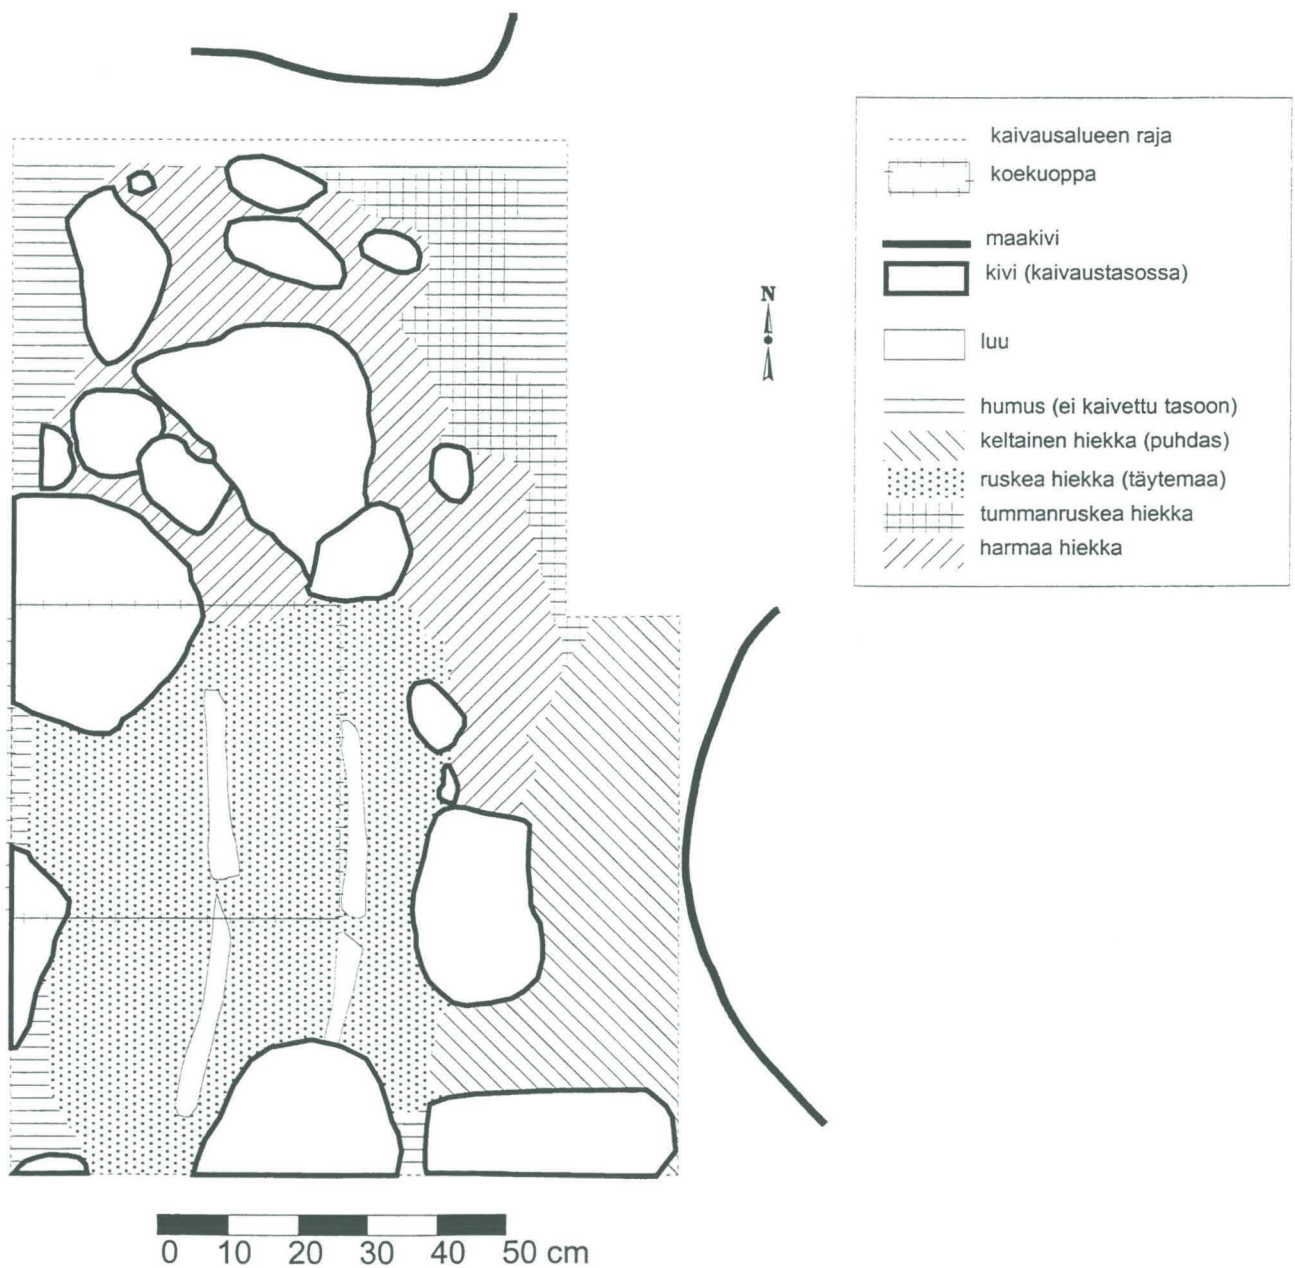 kaivausalueen raja
koekuoppa
maakivi
kivi (kaivaustasossa)
N
luu
humus (ei kaivettu tasoon)
keltainen hiekka (puhdas)
ruskea hiekka (täytemaa)
tummanruskea hiekka
harmaa hiekka
0 10 20 30 40 50 cm